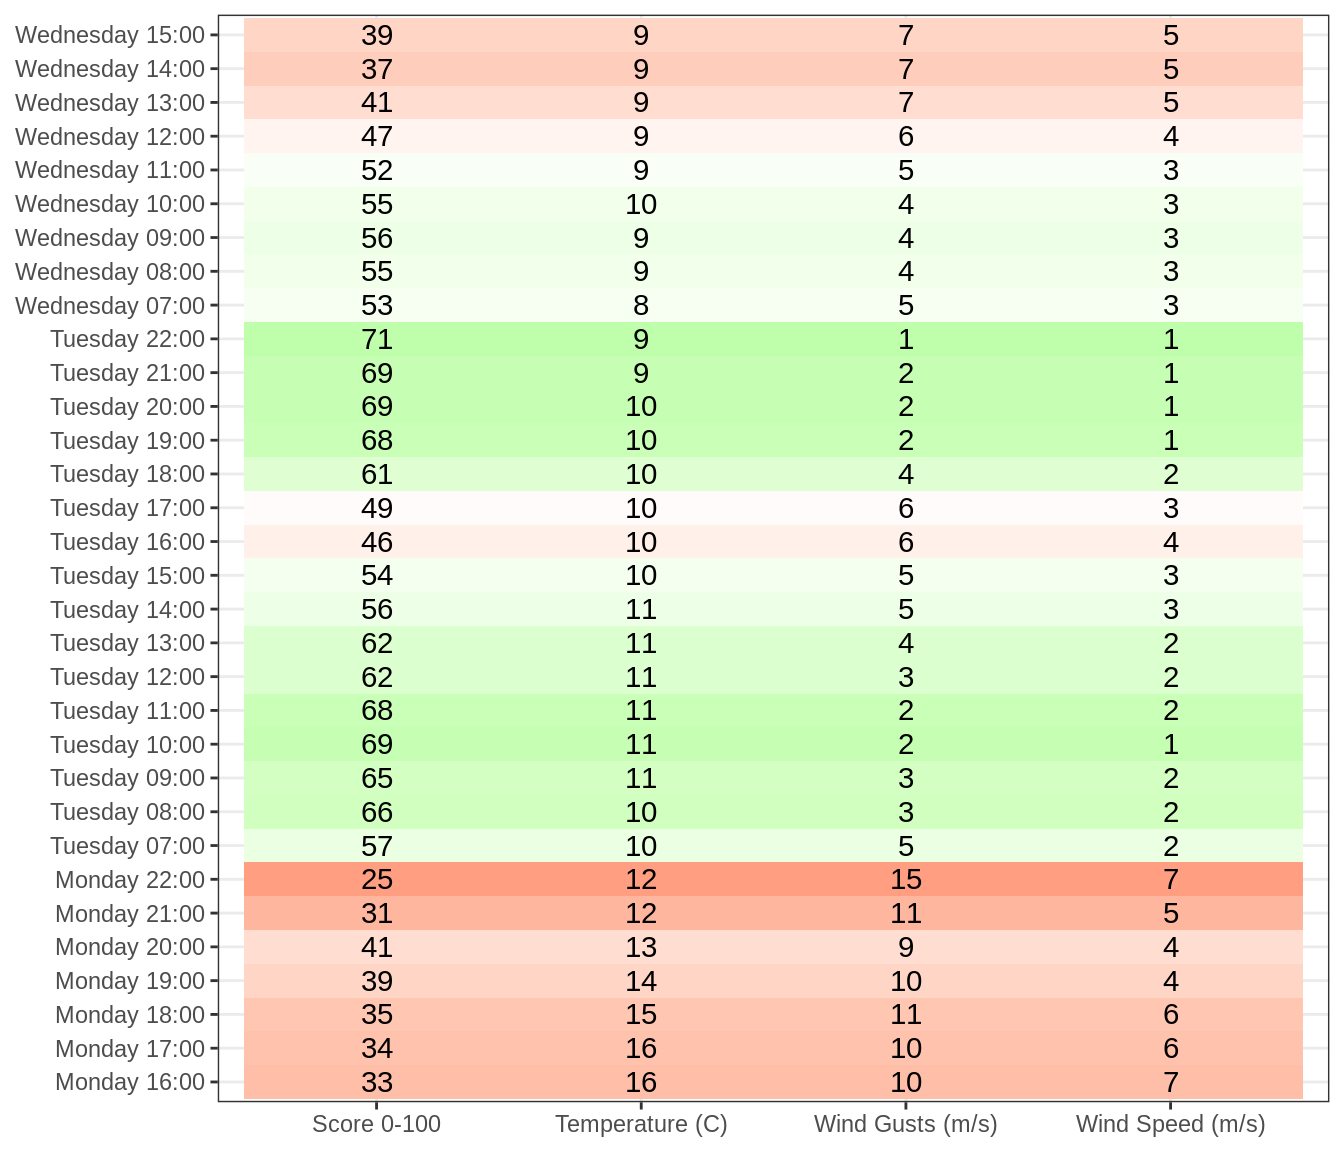 Wednesday 15:00 39 9 7 5
Wednesday 14:00 37 9 7 5
Wednesday 13:00 41 9 7 5
Wednesday 12:00 47 9 6 4
Wednesday 11:00 52 9 5 3
Wednesday 10:00 55 10 4 3
Wednesday 09:00 56 9 4 3
Wednesday 08:00 55 9 4 3
Wednesday 07:00 53 8 5 3
Tuesday 22:00 71 9 1 1
Tuesday 21:00 69 9 2 1
Tuesday 20:00 69 10 2 1
Tuesday 19:00 68 10 2 1
Tuesday 18:00 61 10 4 2
Tuesday 17:00 49 10 6 3
Tuesday 16:00 46 10 6 4
Tuesday 15:00 54 10 5 3
Tuesday 14:00 56 11 5 3
Tuesday 13:00 62 11 4 2
Tuesday 12:00 62 11 3 2
Tuesday 11:00 68 11 2 2
Tuesday 10:00 69 11 2 1
Tuesday 09:00 65 11 3 2
Tuesday 08:00 66 10 3 2
Tuesday 07:00 57 10 5 2
Monday 22:00 25 12 15 7
Monday 21:00 31 12 11 5
Monday 20:00 41 13 9 4
Monday 19:00 39 14 10 4
Monday 18:00 35 15 11 6
Monday 17:00 34 16 10 6
Monday 16:00 33 16 10 7
Score 0-100 Temperature (C) Wind Gusts (m/s) Wind Speed (m/s)